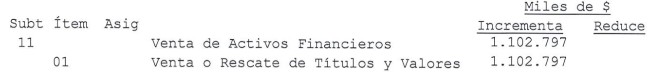 Miles de $
Subt Ítem Asig Incrementa Reduce
11 Venta de Activos Financieros 1.102.797
01 Venta o Rescate de Títulos y Valores 1.102.797